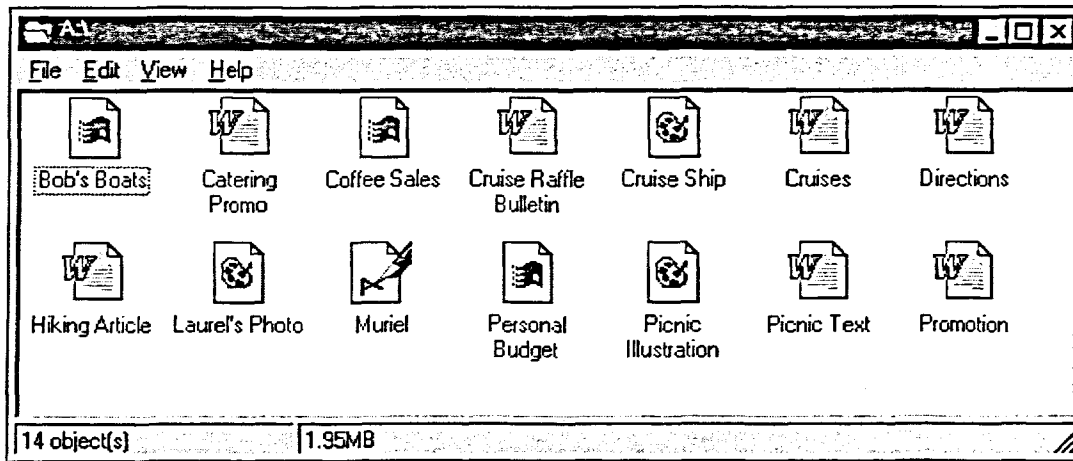 A:\
File Edit View Help
Bob's Boats
Catering
Promo
Coffee Sales
Cruise Raffle
Bulletin
Cruise Ship
Cruises
Directions
Hiking Article
Laurel's Photo
Muriel
Personal
Budget
Picnic
Illustration
Picnic Text
Promotion
14 object(s)
1.95MB